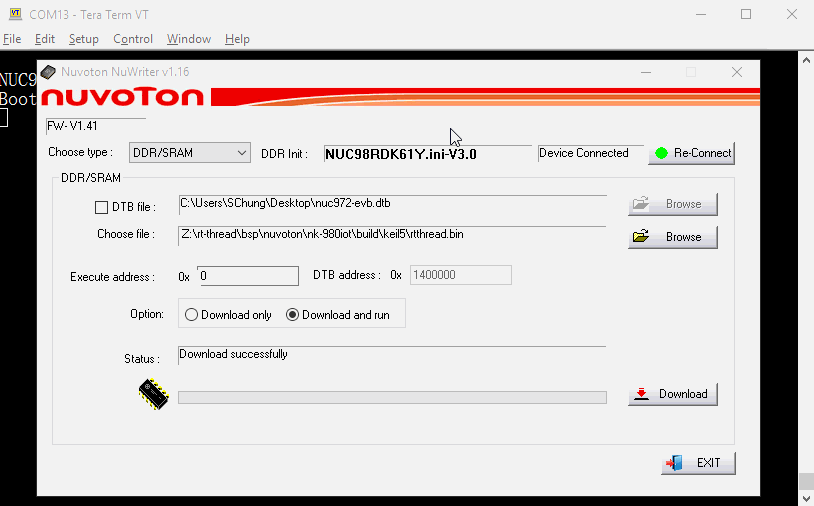 COM13 - Tera Term VT
File Edit Setup Control Window Help
NUC9
Boot
Nuvoton NuWriter v1.16
nuvoTon
FW- V1.41
Choose type : DDR/SRAM DDR Init : NUC98RDK61Y.ini-V3.0 Device Connected Re-Connect
DDR/SRAM
DTB file : C:\Users\SChung\Desktop\nuc972-evb.dtb Browse
Choose file : Z:\rt-thread\bsp\nuvoton\nk-980iot\build\keil5\rtthread.bin Browse
Execute address : 0x 0 DTB address : 0x 1400000
Option: Download only Download and run
Status : Download successfully
Download
EXIT